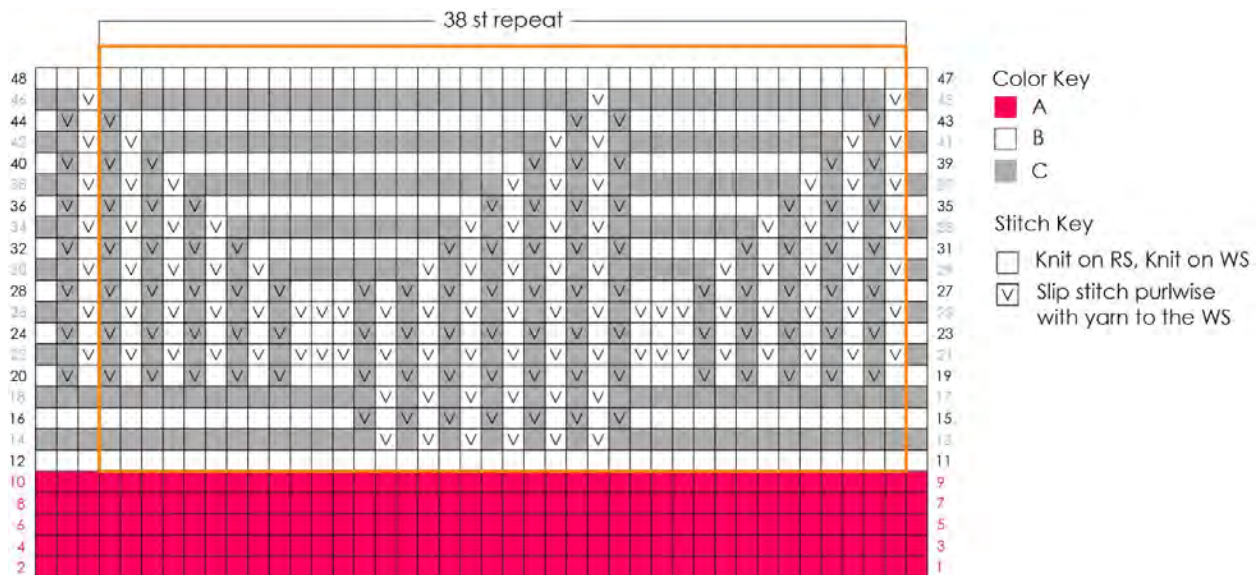 38 st repeat
48 47
46 45
44 43
42 41
40 39
38 37
36 35
34 33
32 31
30 29
28 27
26 25
24 23
22 21
20 19
18 17
16 15
14 13
12 11
10 9
8 7
6 5
4 3
2 1
Color Key
A
B
C
Stitch Key
Knit on RS, Knit on WS
V Slip stitch purlwise
with yarn to the WS